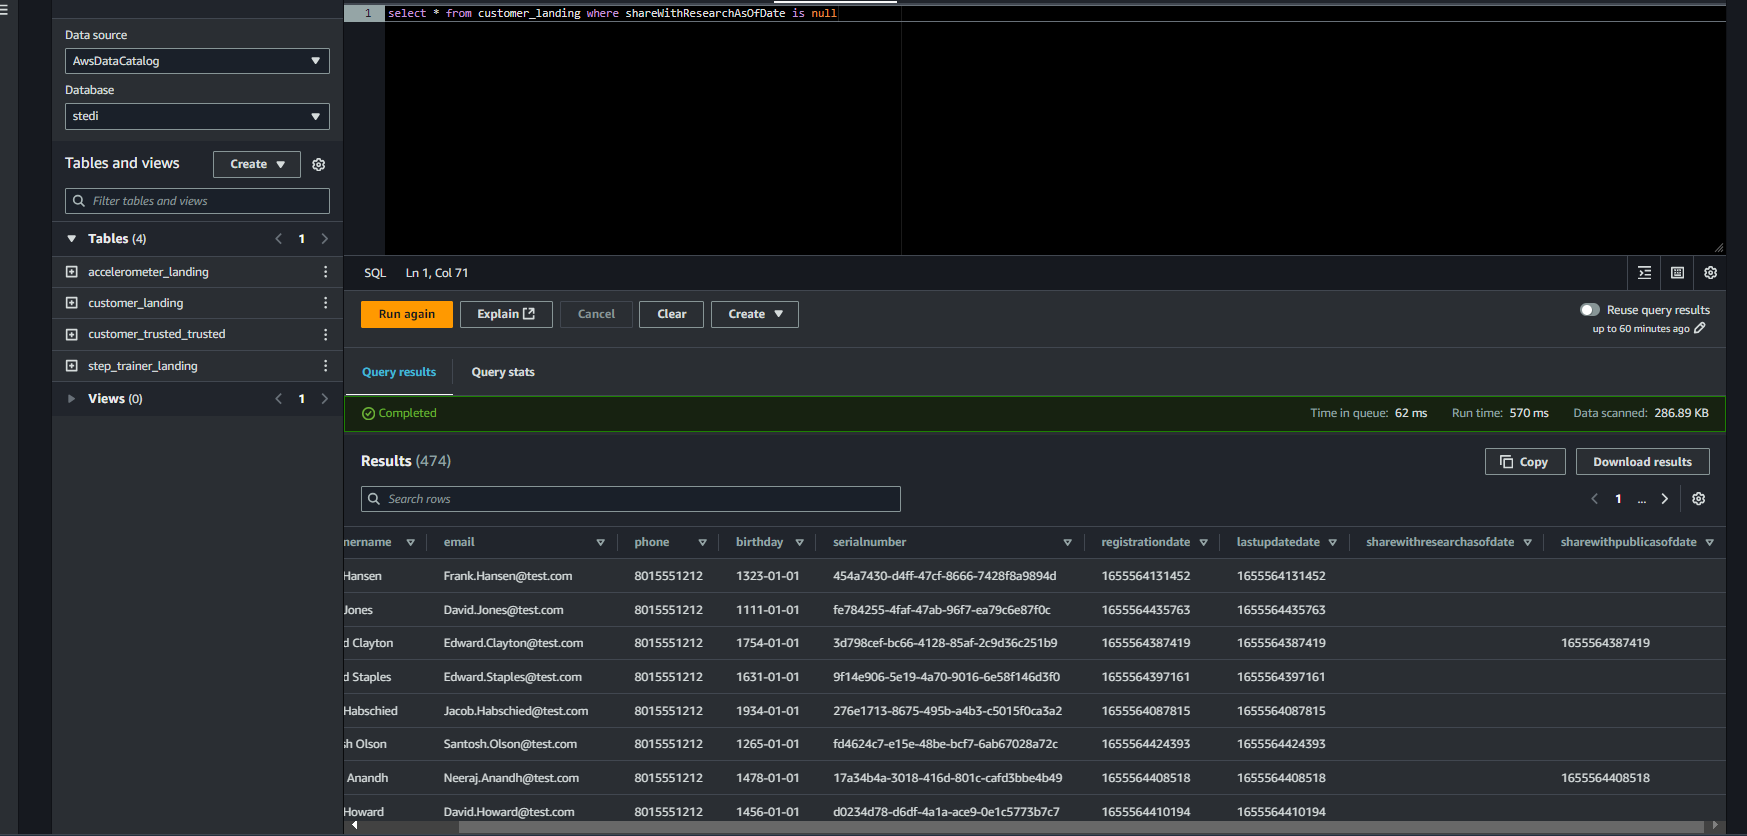 1 select * from customer_landing where shareWithResearchAsOfDate is null
Data source
AwsDataCatalog
Database
stedi
Tables and views
Create
Filter tables and views
Tables (4)
1
accelerometer_landing
customer_landing
customer_trusted_trusted
step_trainer_landing
Views (0)
1
SQL Ln 1, Col 71
Run again Explain Cancel Clear Create
Reuse query results
up to 60 minutes ago
Query results Query stats
Completed Time in queue: 62 ms Run time: 570 ms Data scanned: 286.89 KB
Results (474)
Copy Download results
Search rows
1 ...
nername email phone birthday serialnumber registrationdate lastupdatedate sharewithresearchasofdate sharewithpublicasofdate
Hansen Frank.Hansen@test.com 8015551212 1323-01-01 454a7430-d4ff-47cf-8666-7428f8a9894d 1655564131452 1655564131452
Jones David.Jones@test.com 8015551212 1111-01-01 fe784255-4faf-47ab-96f7-ea79c6e87f0c 1655564435763 1655564435763
d Clayton Edward.Clayton@test.com 8015551212 1754-01-01 3d798cef-bc66-4128-85af-2c9d36c251b9 1655564387419 1655564387419 1655564387419
d Staples Edward.Staples@test.com 8015551212 1631-01-01 9f14e906-5e19-4a70-9016-6e58f146d3f0 1655564397161 1655564397161
Habschied Jacob.Habschied@test.com 8015551212 1934-01-01 276e1713-8675-495b-a4b3-c5015f0ca3a2 1655564087815 1655564087815
sh Olson Santosh.Olson@test.com 8015551212 1265-01-01 fd4624c7-e15e-48be-bcf7-6ab67028a72c 1655564424393 1655564424393
Anandh Neeraj.Anandh@test.com 8015551212 1478-01-01 17a34b4a-3018-416d-801c-cafd3bbe4b49 1655564408518 1655564408518 1655564408518
Howard David.Howard@test.com 8015551212 1456-01-01 d0234d78-d6df-4a1a-ace9-0e1c5773b7c7 1655564410194 1655564410194